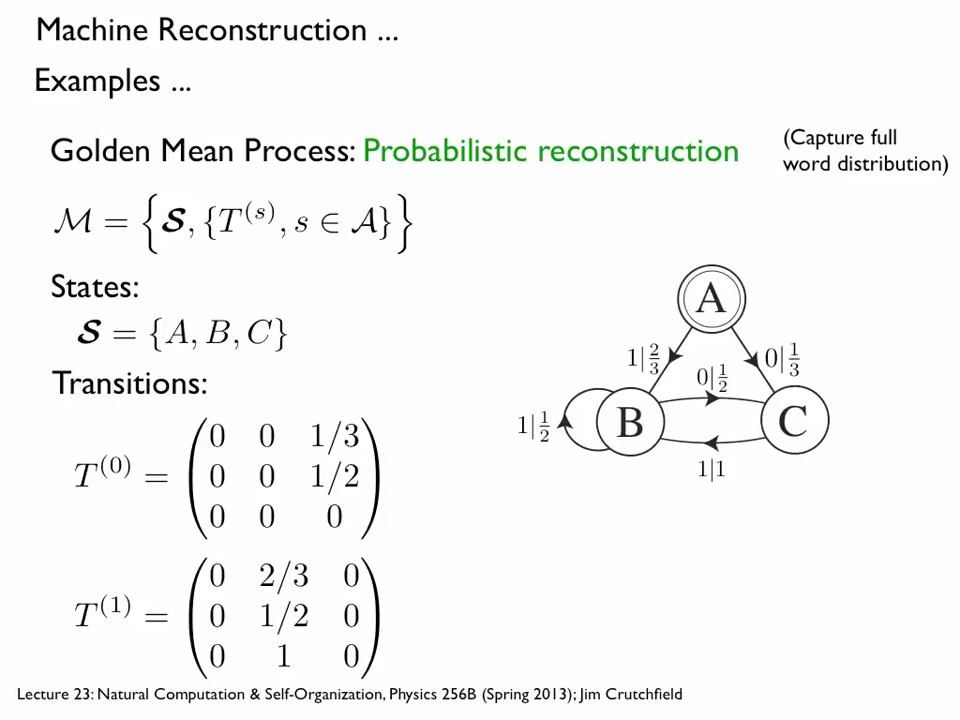 Machine Reconstruction ...
Examples ...
Golden Mean Process: Probabilistic reconstruction
(Capture full
word distribution)
ℳ = {𝓢, {T^(s), s ∈ 𝒜}}
States:
𝓢 = {A, B, C}
Transitions:
T^(0) =
0 0 1/3
0 0 1/2
0 0 0
T^(1) =
0 2/3 0
0 1/2 0
0 1 0
A
1|2/3
0|1/3
0|1/2
1|1/2
B
C
1|1
Lecture 23: Natural Computation & Self-Organization, Physics 256B (Spring 2013); Jim Crutchfield